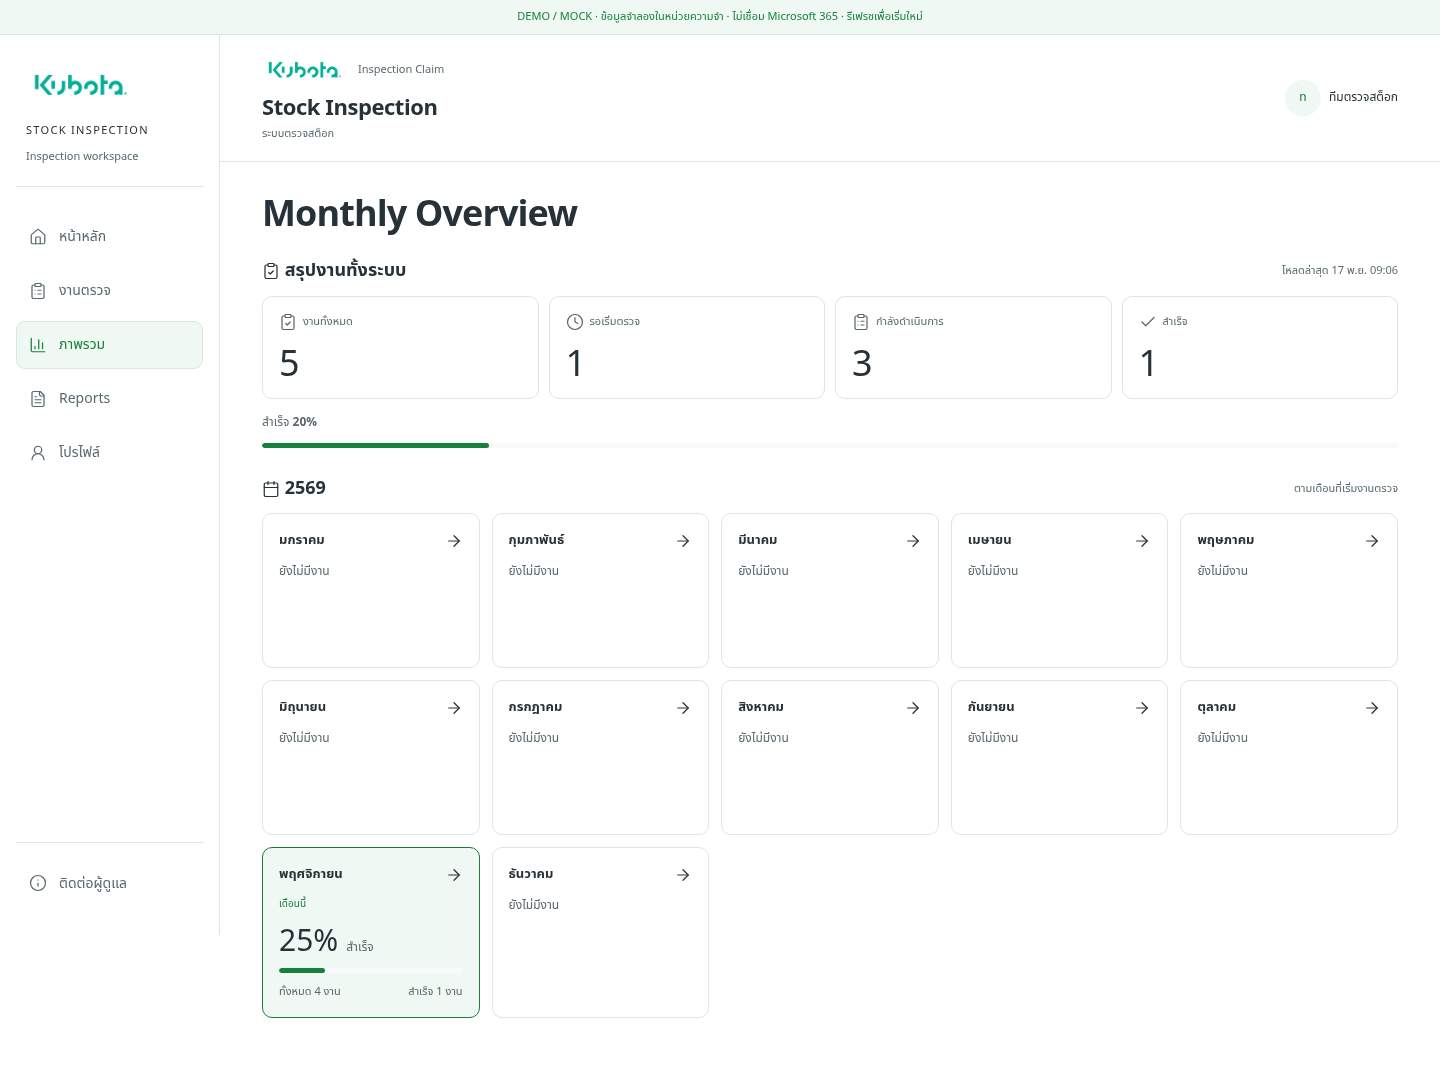 DEMO / MOCK · ข้อมูลจำลองในหน่วยความจำ · ไม่เชื่อม Microsoft 365 · รีเฟรชเพื่อเริ่มใหม่
Kubota
STOCK INSPECTION
Inspection workspace
หน้าหลัก
งานตรวจ
ภาพรวม
Reports
โปรไฟล์
ติดต่อผู้ดูแล
Kubota Inspection Claim
Stock Inspection
ระบบตรวจสต็อก
ท ทีมตรวจสต็อก
Monthly Overview
สรุปงานทั้งระบบ
โหลดล่าสุด 17 พ.ย. 09:06
งานทั้งหมด
5
รอเริ่มตรวจ
1
กำลังดำเนินการ
3
สำเร็จ
1
สำเร็จ 20%
2569
ตามเดือนที่เริ่มงานตรวจ
มกราคม
ยังไม่มีงาน
กุมภาพันธ์
ยังไม่มีงาน
มีนาคม
ยังไม่มีงาน
เมษายน
ยังไม่มีงาน
พฤษภาคม
ยังไม่มีงาน
มิถุนายน
ยังไม่มีงาน
กรกฎาคม
ยังไม่มีงาน
สิงหาคม
ยังไม่มีงาน
กันยายน
ยังไม่มีงาน
ตุลาคม
ยังไม่มีงาน
พฤศจิกายน
เดือนนี้
25% สำเร็จ
ทั้งหมด 4 งาน สำเร็จ 1 งาน
ธันวาคม
ยังไม่มีงาน